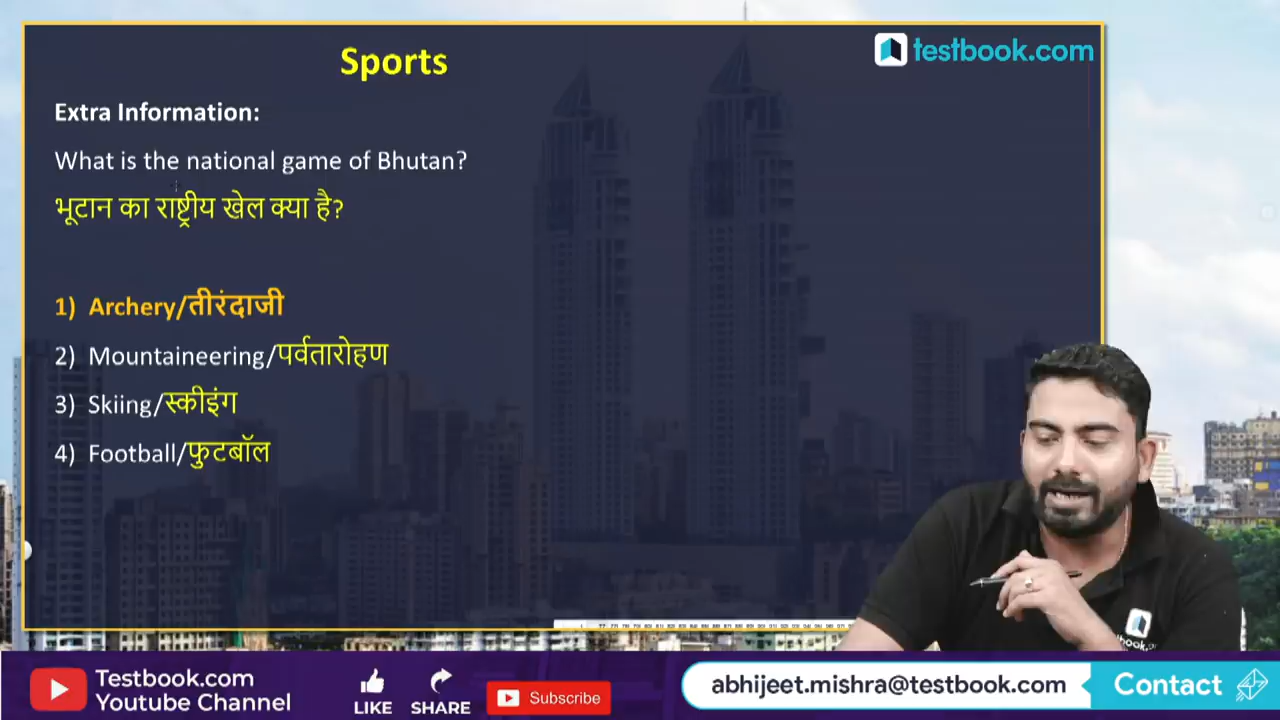 Sports
testbook.com
Extra Information:
What is the national game of Bhutan?
भूटान का राष्ट्रीय खेल क्या है?
1) Archery/तीरंदाजी
2) Mountaineering/पर्वतारोहण
3) Skiing/स्कीइंग
4) Football/फुटबॉल
Testbook.com
Youtube Channel
LIKE
SHARE
Subscribe
abhijeet.mishra@testbook.com
Contact